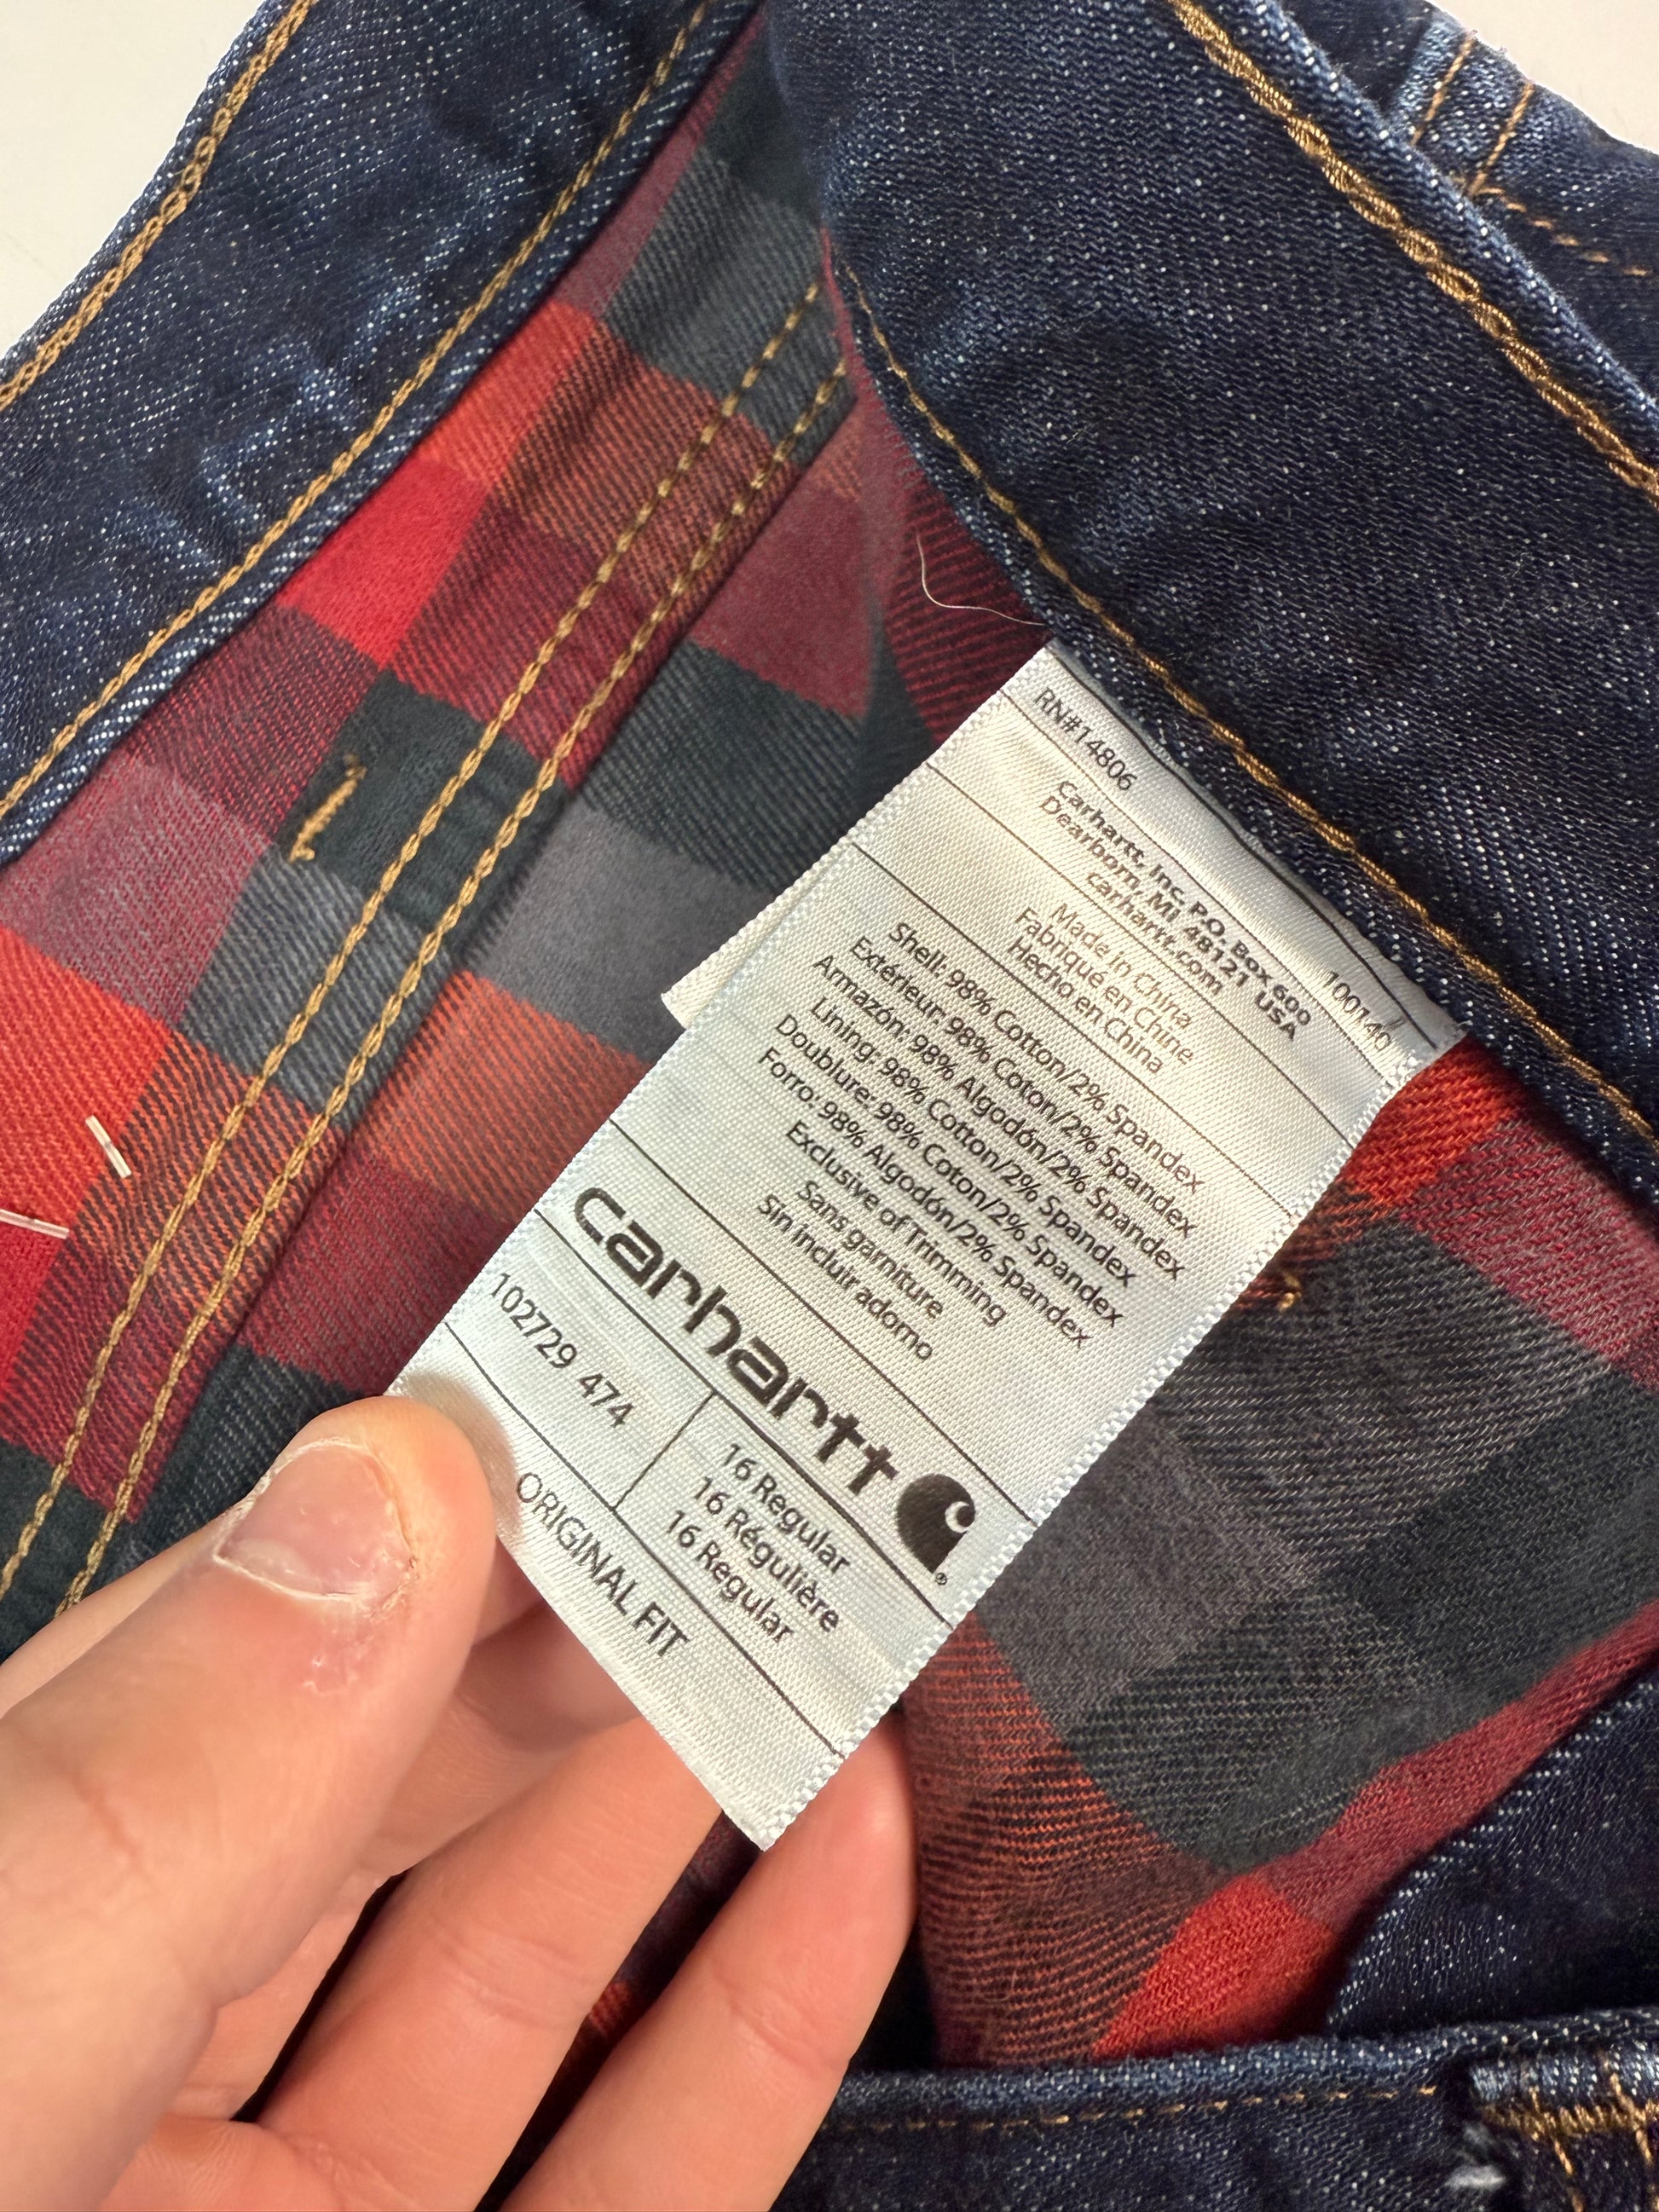 RN#14806
100140
Carhartt, Inc. P.O. Box 600
Dearborn, MI 48121 USA
carhartt.com
Made in China
Fabriqué en Chine
Hecho en China
Shell: 98% Cotton/2% Spandex
Extérieur: 98% Coton/2% Spandex
Armazón: 98% Algodón/2% Spandex
Lining: 98% Cotton/2% Spandex
Doublure: 98% Coton/2% Spandex
Forro: 98% Algodón/2% Spandex
Exclusive of Trimming
Sans garniture
Sin incluir adorno
carhartt
102729 474
16 Regular
16 Régulière
16 Regular
ORIGINAL FIT